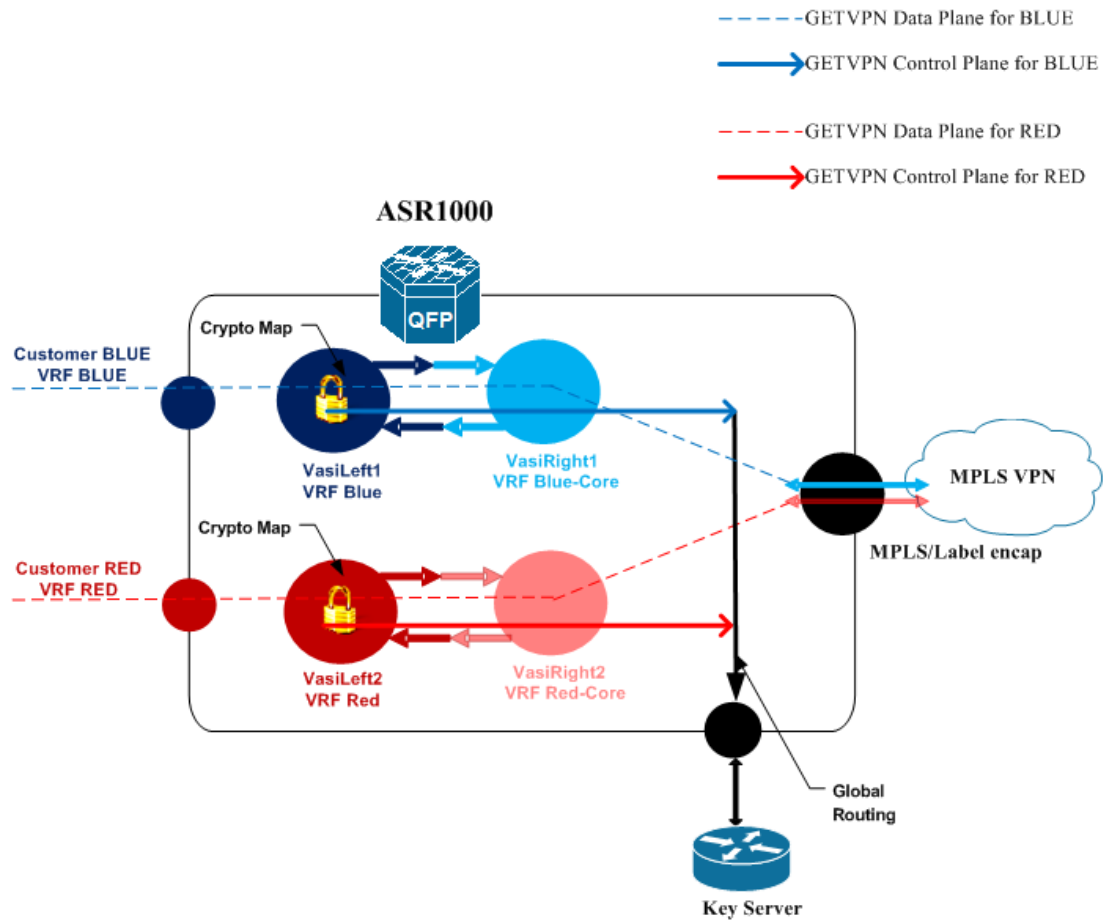 GETVPN Data Plane for BLUE
GETVPN Control Plane for BLUE
GETVPN Data Plane for RED
GETVPN Control Plane for RED
ASR1000
QFP
Crypto Map
Customer BLUE
VRF BLUE
VasiLeft1
VRF Blue
VasiRight1
VRF Blue-Core
MPLS VPN
Crypto Map
MPLS/Label encap
Customer RED
VRF RED
VasiLeft2
VRF Red
VasiRight2
VRF Red-Core
Global
Routing
Key Server